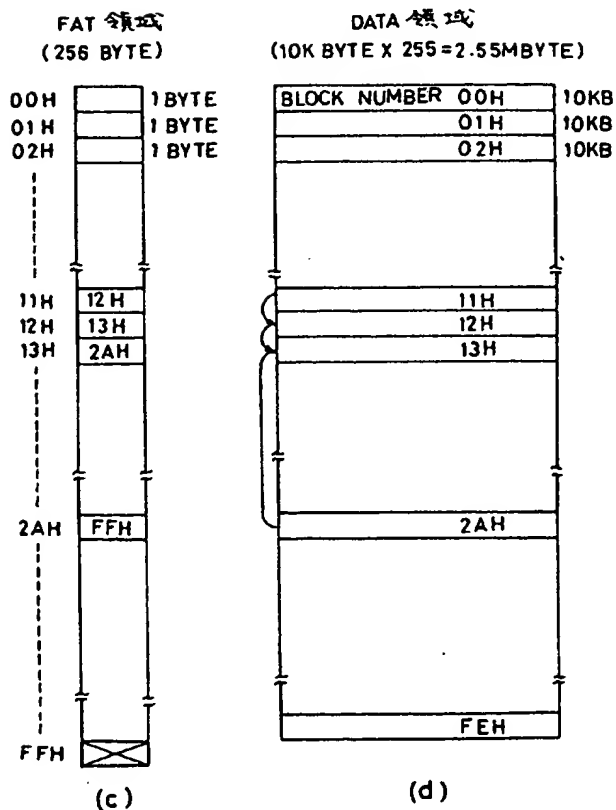 FAT 領域
(256 BYTE)
00H 1 BYTE
01H 1 BYTE
02H 1 BYTE
11H 12H
12H 13H
13H 2AH
2AH FFH
FFH
(c)
DATA 領域
(10K BYTE X 255 = 2.55MBYTE)
BLOCK NUMBER 00H 10KB
01H 10KB
02H 10KB
11H
12H
13H
2AH
FEH
(d)